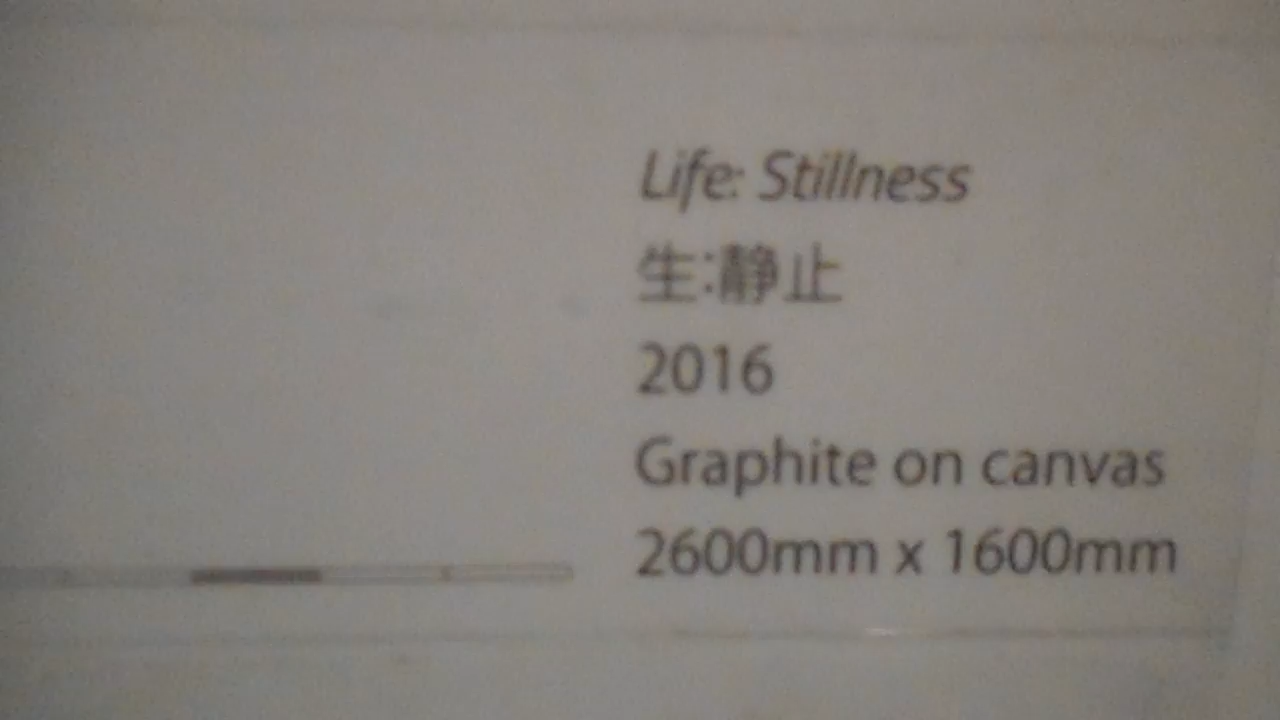 Life: Stillness
生:静止
2016
Graphite on canvas
2600mm x 1600mm